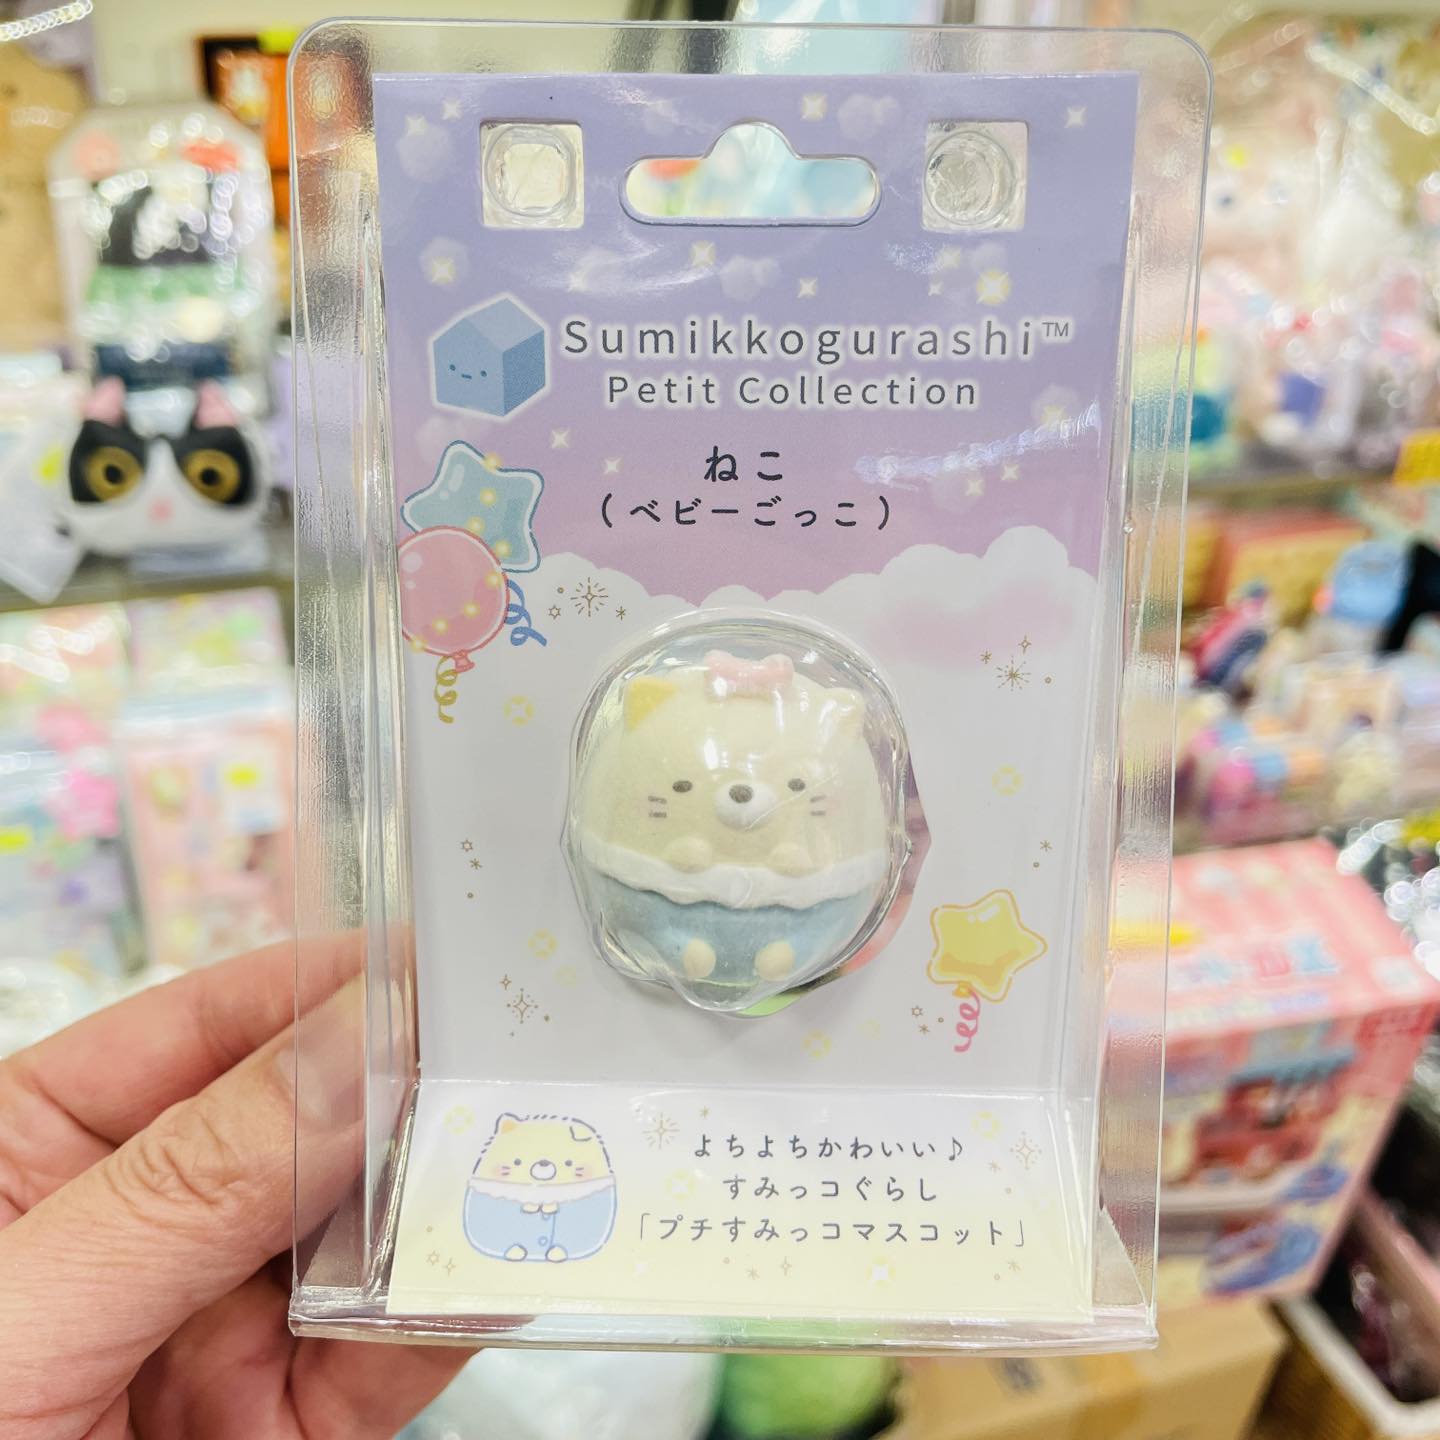 Sumikkogurashi™
Petit Collection
ねこ
(ベビーごっこ)
よちよちかわいい♪
すみっコぐらし
「プチすみっコマスコット」